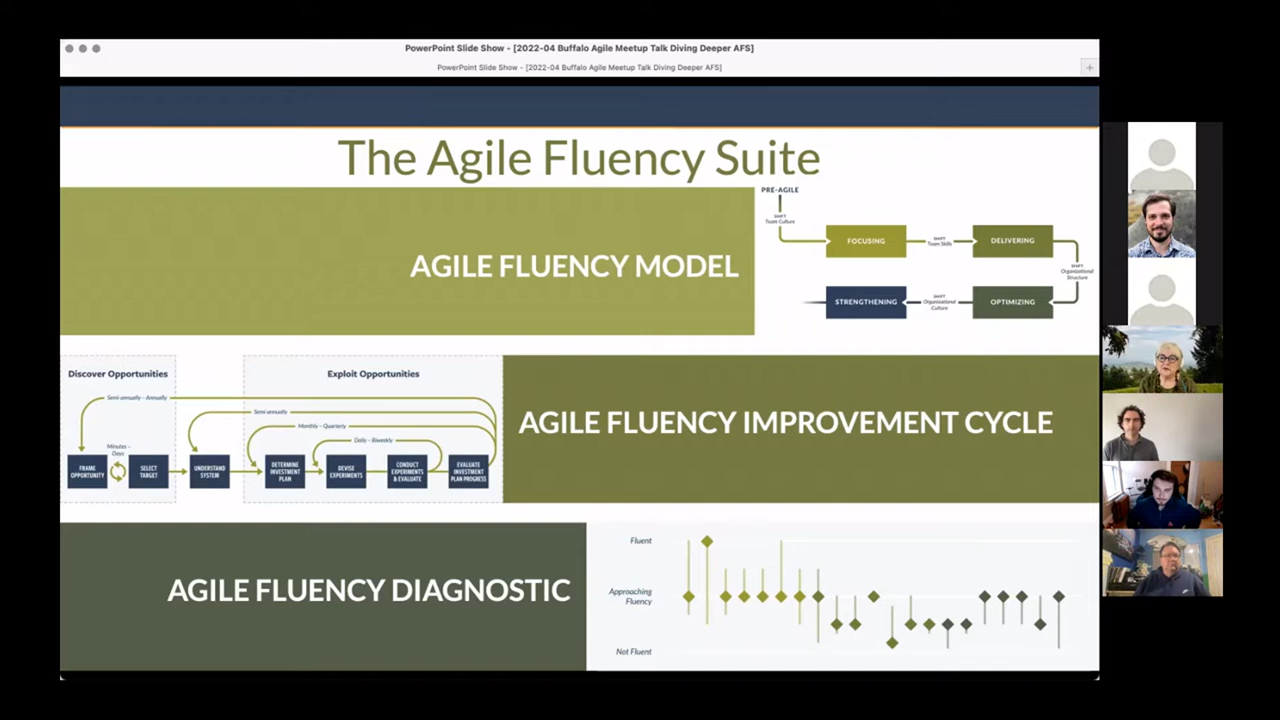 PowerPoint Slide Show - [2022-04 Buffalo Agile Meetup Talk Diving Deeper AFS]
PowerPoint Slide Show - [2022-04 Buffalo Agile Meetup Talk Diving Deeper AFS]
The Agile Fluency Suite
AGILE FLUENCY MODEL
PRE-AGILE
SHIFT
Team Culture
FOCUSING
SHIFT
Team Skills
DELIVERING
SHIFT
Organizational
Structure
STRENGTHENING
SHIFT
Organizational
Culture
OPTIMIZING
Discover Opportunities
Exploit Opportunities
Semi-annually - Annually
Semi-annually
Monthly - Quarterly
Daily - Biweekly
Minutes -
Days
FRAME
OPPORTUNITY
SELECT
TARGET
UNDERSTAND
SYSTEM
DETERMINE
INVESTMENT
PLAN
DEVISE
EXPERIMENTS
CONDUCT
EXPERIMENTS
& EVALUATE
EVALUATE
INVESTMENT
PLAN PROGRESS
AGILE FLUENCY IMPROVEMENT CYCLE
AGILE FLUENCY DIAGNOSTIC
Fluent
Approaching
Fluency
Not Fluent